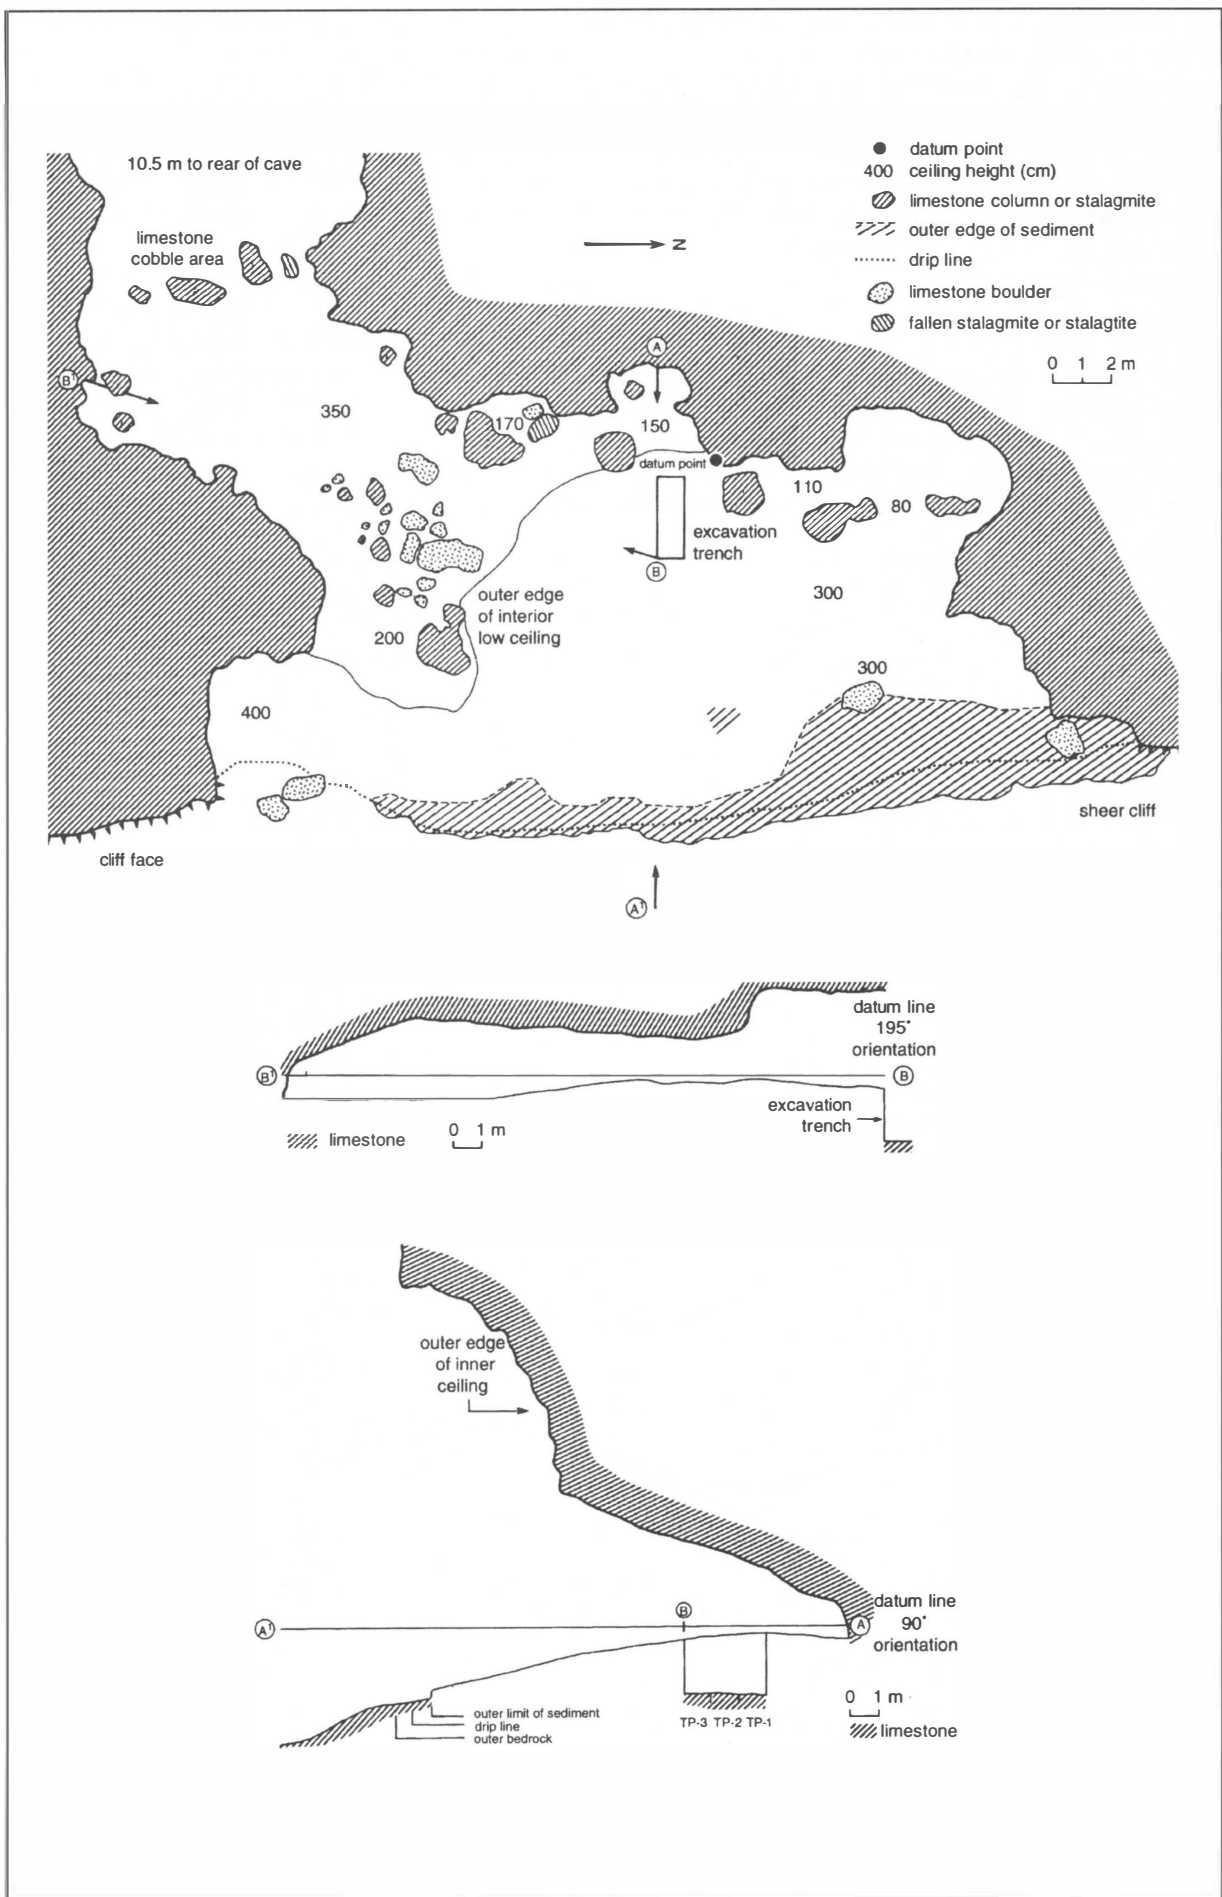 10.5 m to rear of cave
limestone
cobble area
N
datum point
400 ceiling height (cm)
limestone column or stalagmite
outer edge of sediment
drip line
limestone boulder
fallen stalagmite or stalagtite
0 1 2 m
A
B¹
350
170
150
datum point
110
80
excavation
trench
B
300
outer edge
of interior
low ceiling
200
300
400
sheer cliff
cliff face
A¹
datum line
195°
orientation
B¹
B
excavation
trench
0 1 m
limestone
outer edge
of inner
ceiling
B
datum line
A¹
A
90°
orientation
outer limit of sediment
drip line
outer bedrock
TP-3 TP-2 TP-1
0 1 m
limestone